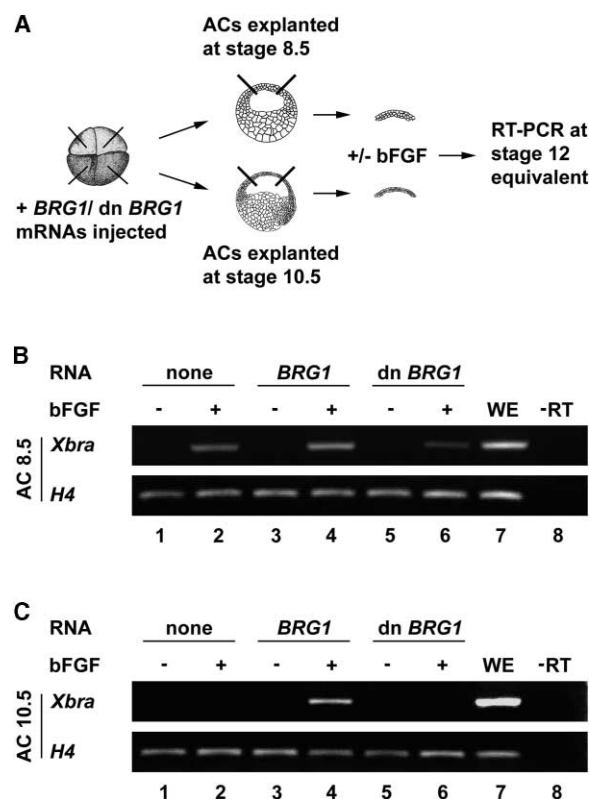 A
ACs explanted
at stage 8.5
+ BRG1/ dn BRG1
mRNAs injected
+/- bFGF
RT-PCR at
stage 12
equivalent
ACs explanted
at stage 10.5
B
RNA none BRG1 dn BRG1
bFGF - + - + - + WE -RT
AC 8.5
Xbra
H4
1 2 3 4 5 6 7 8
C
RNA none BRG1 dn BRG1
bFGF - + - + - + WE -RT
AC 10.5
Xbra
H4
1 2 3 4 5 6 7 8